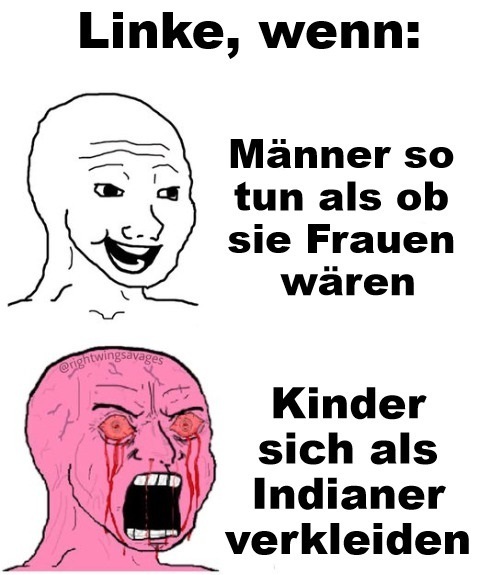 Linke, wenn:
Männer so
tun als ob
sie Frauen
wären
@rightwingsavages
Kinder
sich als
Indianer
verkleiden